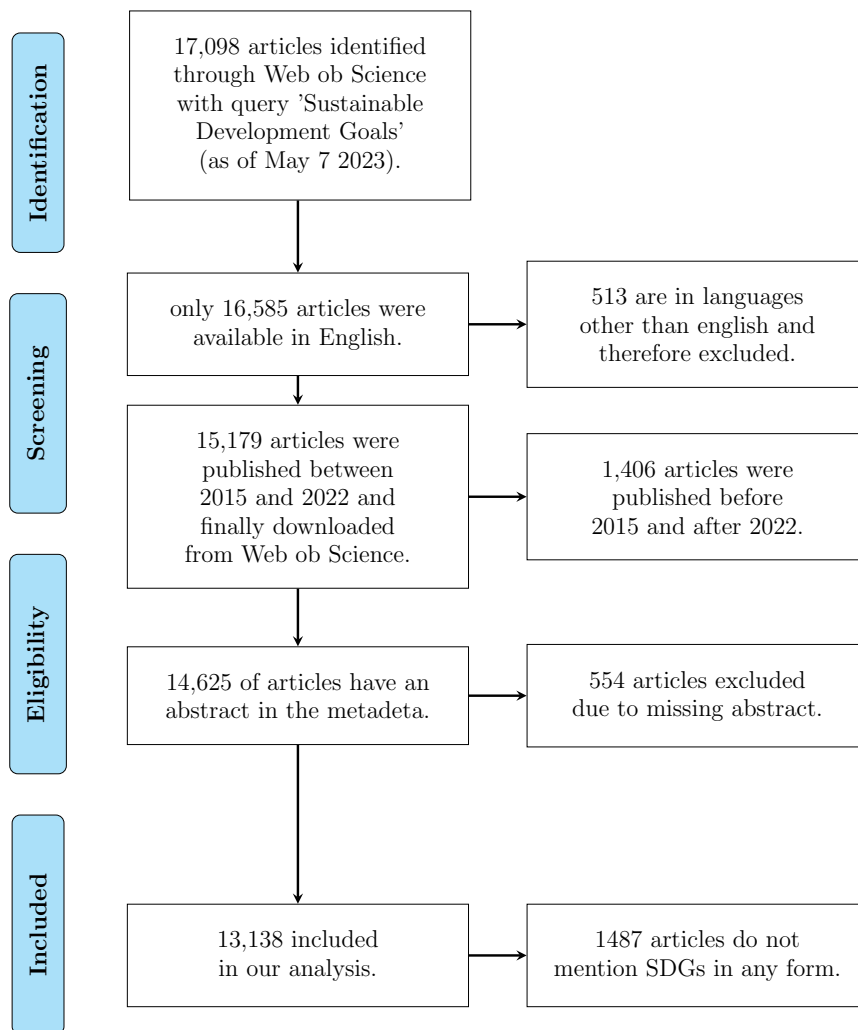 Identification
17,098 articles identified
through Web ob Science
with query 'Sustainable
Development Goals'
(as of May 7 2023).
Screening
only 16,585 articles were
available in English.
513 are in languages
other than english and
therefore excluded.
15,179 articles were
published between
2015 and 2022 and
finally downloaded
from Web ob Science.
1,406 articles were
published before
2015 and after 2022.
Eligibility
14,625 of articles have an
abstract in the metadeta.
554 articles excluded
due to missing abstract.
Included
13,138 included
in our analysis.
1487 articles do not
mention SDGs in any form.